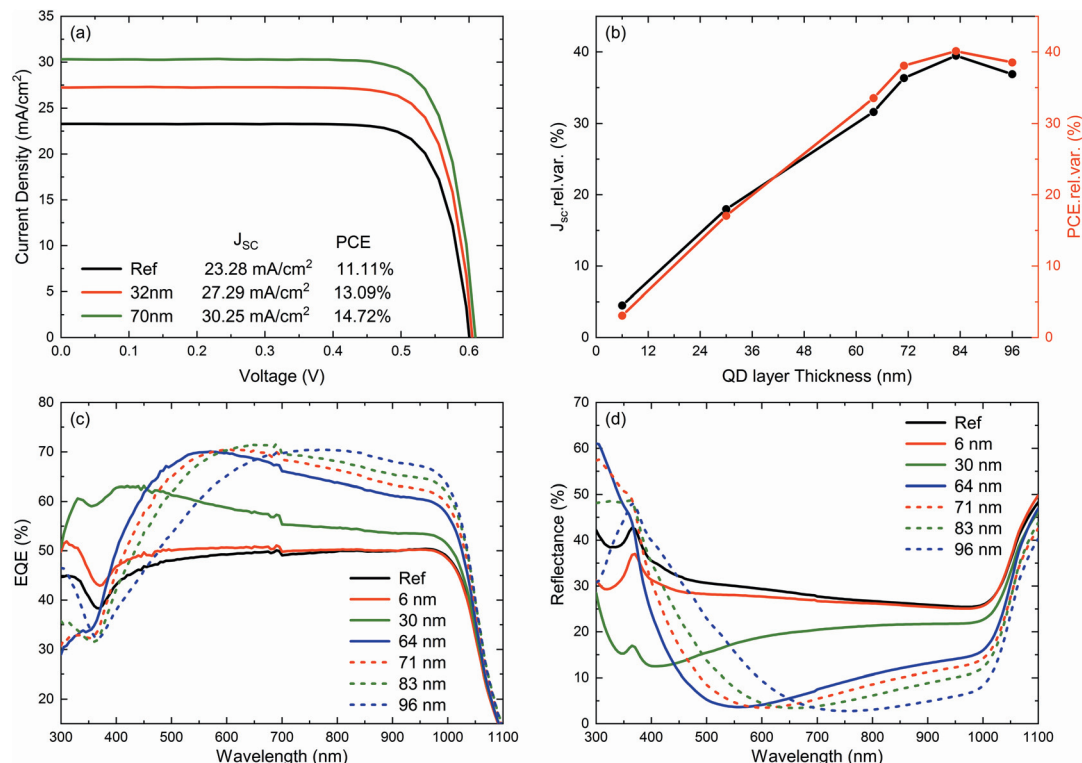 (a)
35
30
25
20
15
10
5
0
Current Density (mA/cm²)
J_SC PCE
Ref 23.28 mA/cm² 11.11%
32nm 27.29 mA/cm² 13.09%
70nm 30.25 mA/cm² 14.72%
0.0 0.1 0.2 0.3 0.4 0.5 0.6
Voltage (V)
(b)
40
30
20
10
0
J_sc.rel.var. (%)
40
30
20
10
0
PCE.rel.var. (%)
0 12 24 36 48 60 72 84 96
QD layer Thickness (nm)
(c)
80
70
60
50
40
30
20
EQE (%)
Ref
6 nm
30 nm
64 nm
71 nm
83 nm
96 nm
300 400 500 600 700 800 900 1000 1100
Wavelength (nm)
(d)
70
60
50
40
30
20
10
0
Reflectance (%)
Ref
6 nm
30 nm
64 nm
71 nm
83 nm
96 nm
300 400 500 600 700 800 900 1000 1100
Wavelength (nm)